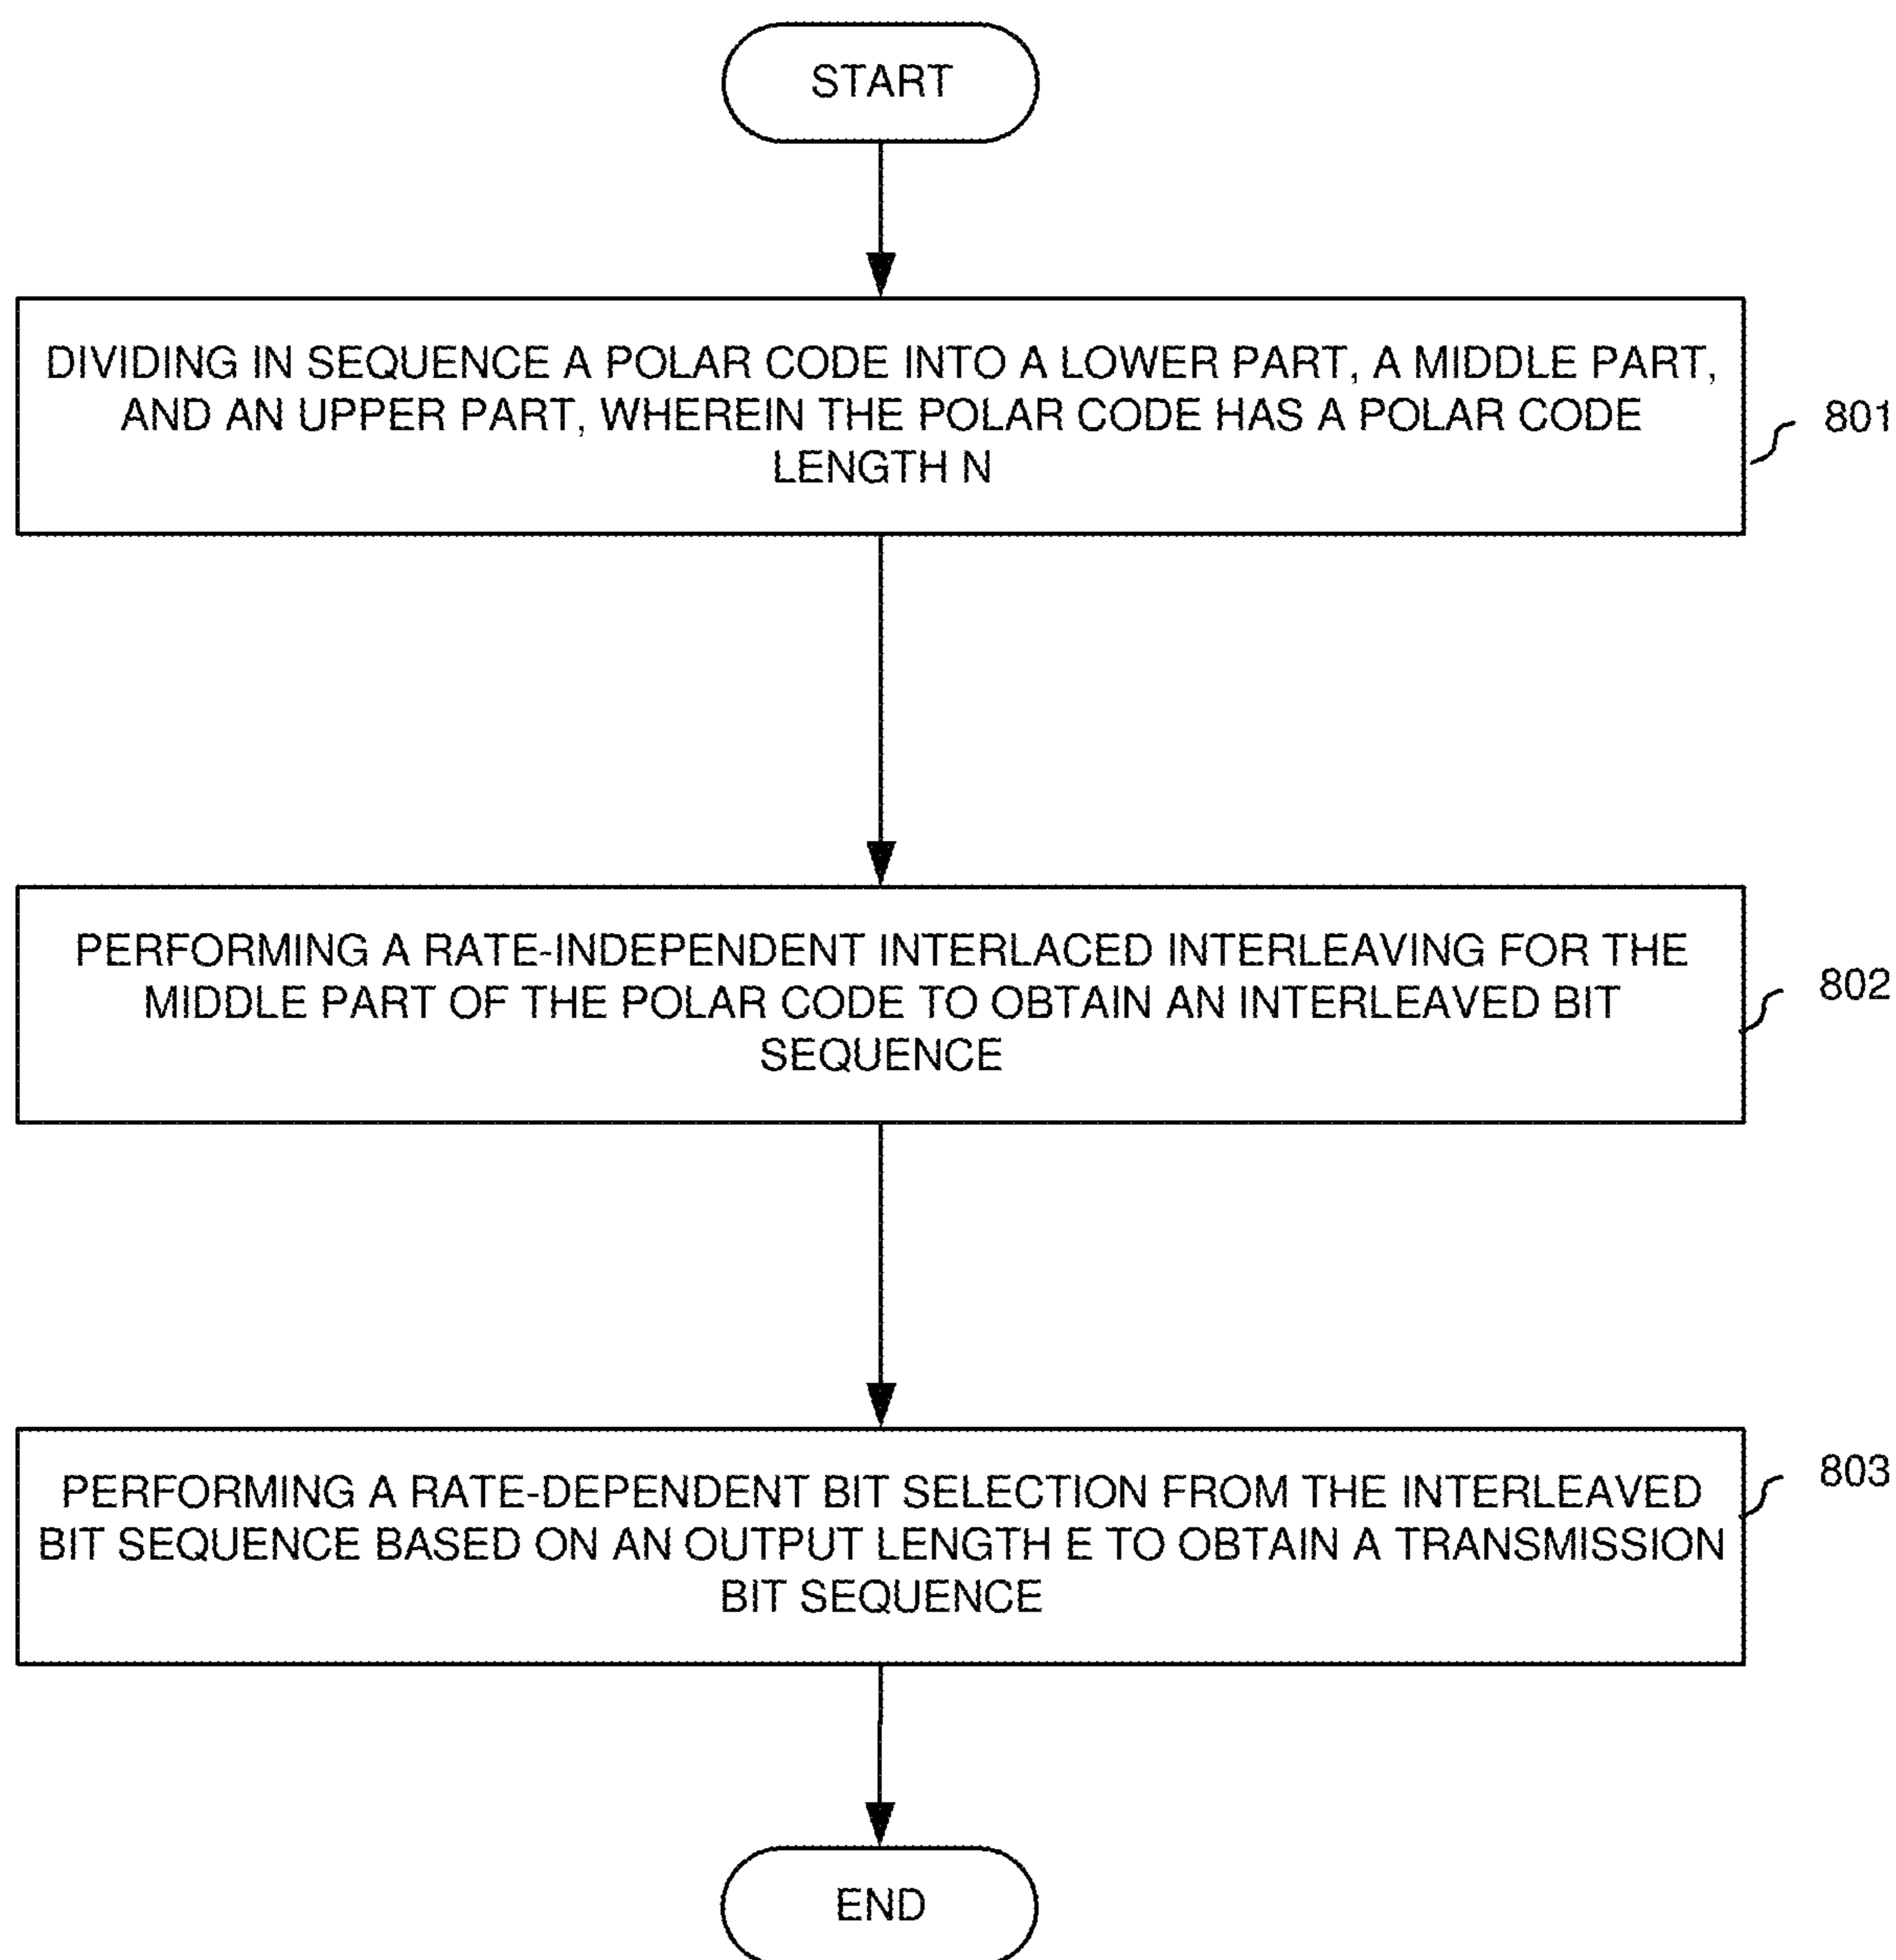 START
DIVIDING IN SEQUENCE A POLAR CODE INTO A LOWER PART, A MIDDLE PART,
AND AN UPPER PART, WHEREIN THE POLAR CODE HAS A POLAR CODE
LENGTH N
801
PERFORMING A RATE-INDEPENDENT INTERLACED INTERLEAVING FOR THE
MIDDLE PART OF THE POLAR CODE TO OBTAIN AN INTERLEAVED BIT
SEQUENCE
802
PERFORMING A RATE-DEPENDENT BIT SELECTION FROM THE INTERLEAVED
BIT SEQUENCE BASED ON AN OUTPUT LENGTH E TO OBTAIN A TRANSMISSION
BIT SEQUENCE
803
END